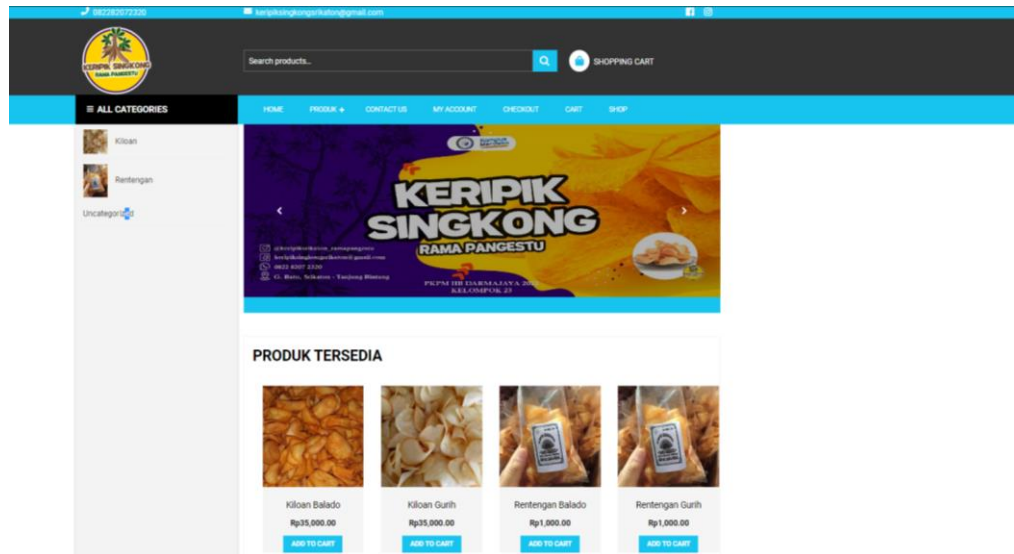 082282072320
keripiksingkongsrikaton@gmail.com
KERIPIK SINGKONG
RAMA PANGESTU
Search products...
SHOPPING CART
ALL CATEGORIES
HOME PRODUK + CONTACT US MY ACCOUNT CHECKOUT CART SHOP
Kiloan
Rentengan
Uncategorized
KERIPIK
SINGKONG
RAMA PANGESTU
0822 8207 2320
PKPM IIB DARMAJAYA
KELOMPOK 23
PRODUK TERSEDIA
Kiloan Balado
Rp35,000.00
ADD TO CART
Kiloan Gurih
Rp35,000.00
ADD TO CART
Rentengan Balado
Rp1,000.00
ADD TO CART
Rentengan Gurih
Rp1,000.00
ADD TO CART